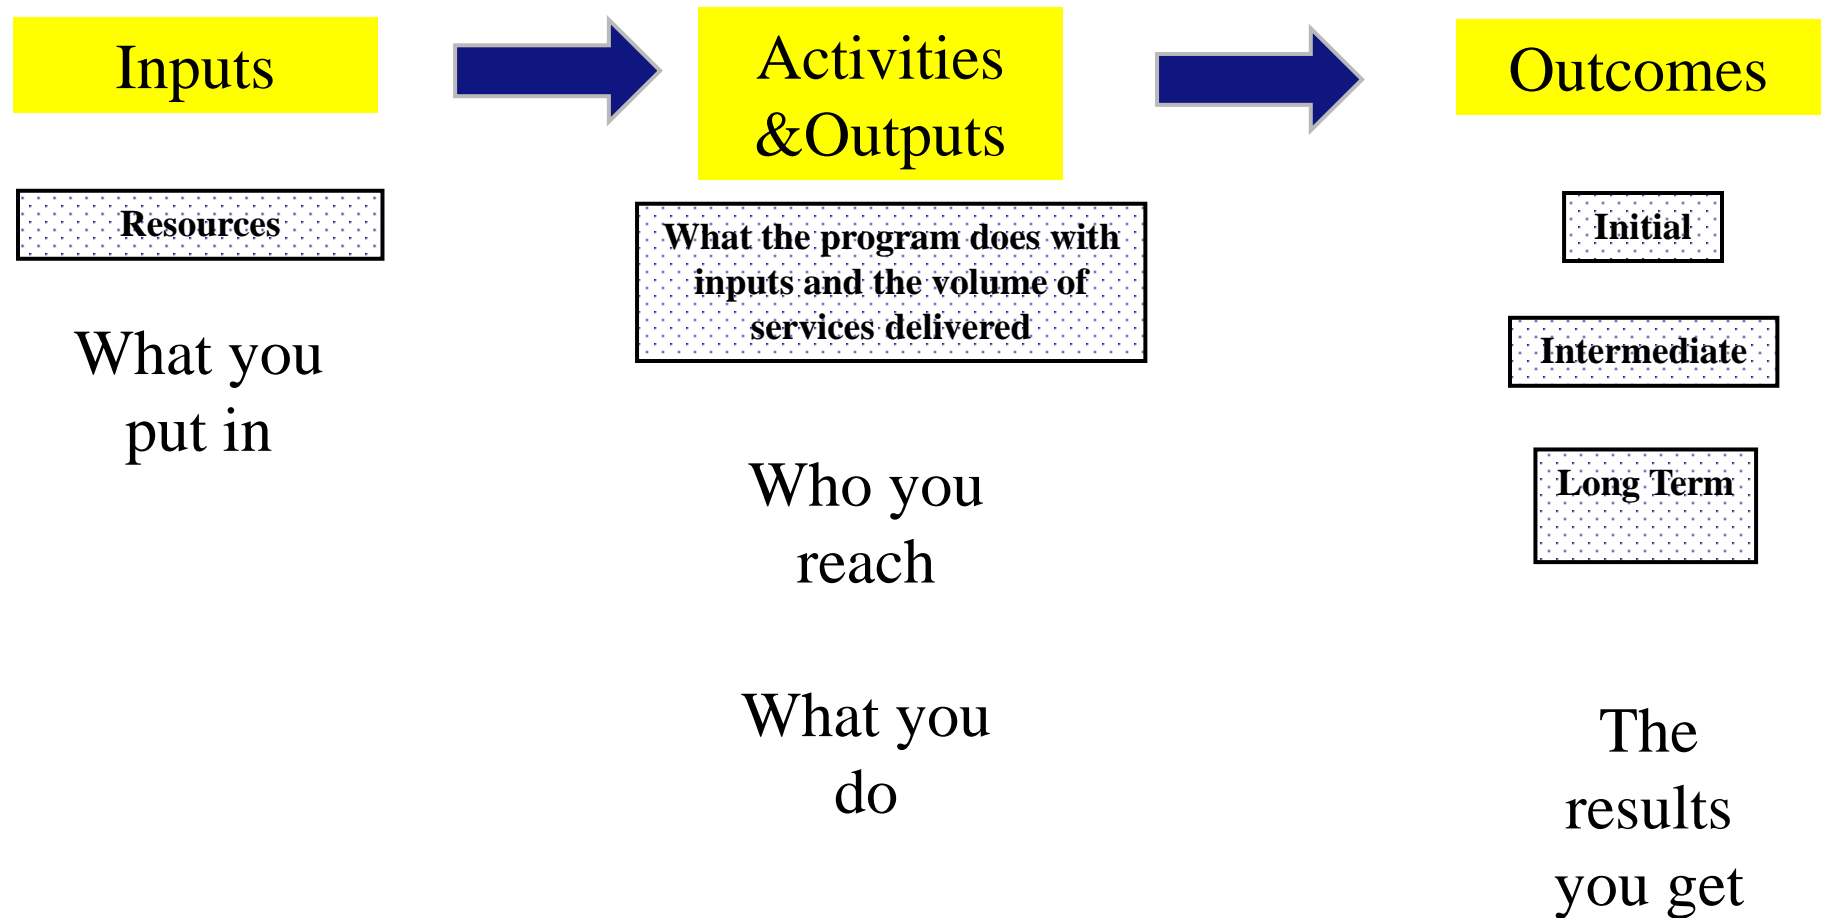 Inputs
Resources
What you
put in
Activities
&Outputs
What the program does with
inputs and the volume of
services delivered
Who you
reach
What you
do
Outcomes
Initial
Intermediate
Long Term
The
results
you get